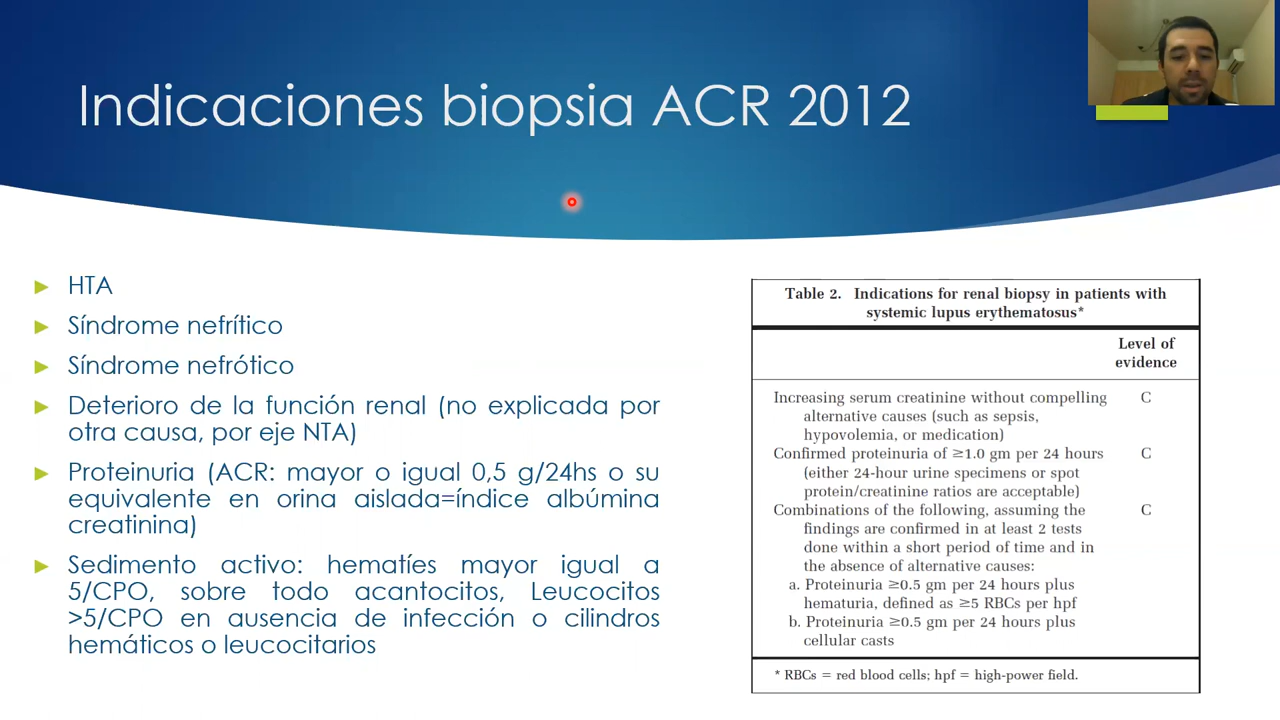 Indicaciones biopsia ACR 2012
HTA
Síndrome nefrítico
Síndrome nefrótico
Deterioro de la función renal (no explicada por
otra causa, por eje NTA)
Proteinuria (ACR: mayor o igual 0,5 g/24hs o su
equivalente en orina aislada=índice albúmina
creatinina)
Sedimento activo: hematíes mayor igual a
5/CPO, sobre todo acantocitos, Leucocitos
>5/CPO en ausencia de infección o cilindros
hemáticos o leucocitarios
Table 2. Indications for renal biopsy in patients with
systemic lupus erythematosus*
Level of
evidence
Increasing serum creatinine without compelling C
alternative causes (such as sepsis,
hypovolemia, or medication)
Confirmed proteinuria of ≥1.0 gm per 24 hours C
(either 24-hour urine specimens or spot
protein/creatinine ratios are acceptable)
Combinations of the following, assuming the C
findings are confirmed in at least 2 tests
done within a short period of time and in
the absence of alternative causes:
a. Proteinuria ≥0.5 gm per 24 hours plus
hematuria, defined as ≥5 RBCs per hpf
b. Proteinuria ≥0.5 gm per 24 hours plus
cellular casts
* RBCs = red blood cells; hpf = high-power field.